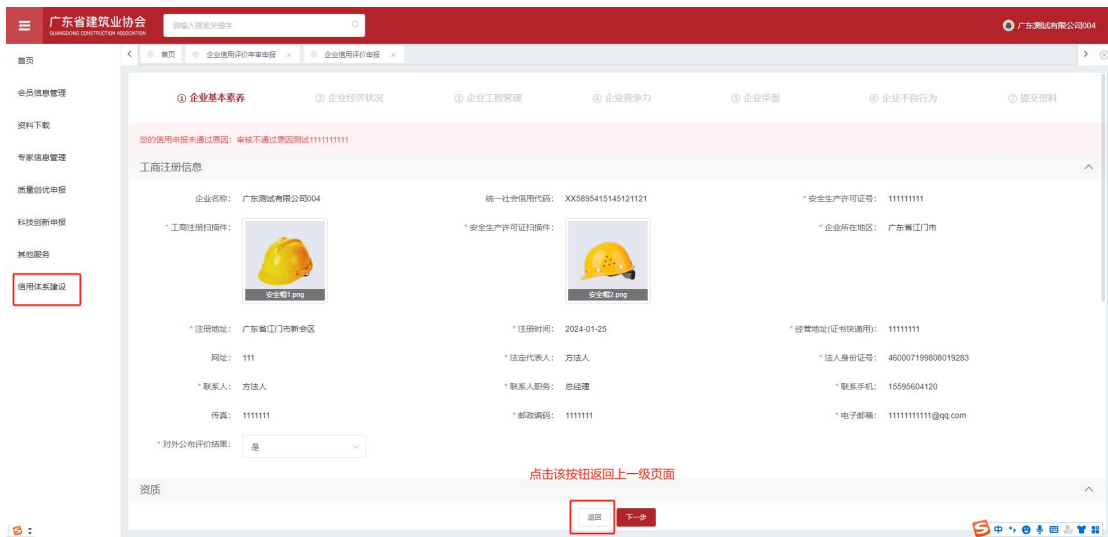 广东省建筑业协会
GUANGDONG CONSTRUCTION ASSOCIATION
请输入搜索关键字
广东测试有限公司004
首页 企业信用评价年审申报 × 企业信用评价申报 ×
首页
会员信息管理
资料下载
专家信息管理
质量创优申报
科技创新申报
其他服务
信用体系建设
① 企业基本素养 ② 企业经济状况 ③ 企业工程管理 ④ 企业竞争力 ⑤ 企业荣誉 ⑥ 企业不良行为 ⑦ 提交资料
您的信用申报未通过原因：审核不通过原因测试1111111111
工商注册信息
企业名称： 广东测试有限公司004 统一社会信用代码： XX5895415145121121 * 安全生产许可证号： 111111111
* 工商注册扫描件： * 安全生产许可证扫描件： * 企业所在地区： 广东省江门市
安全帽1.png 安全帽2.png
* 注册地址： 广东省江门市新会区 * 注册时间： 2024-01-25 * 经营地址(证书快递用)： 11111111
网址： 111 * 法定代表人： 方法人 * 法人身份证号： 460007199808019283
* 联系人： 方法人 * 联系人职务： 总经理 * 联系手机： 15595604120
传真： 1111111 * 邮政编码： 1111111 * 电子邮箱： 11111111111@qq.com
* 对外公布评价结果： 是
点击该按钮返回上一级页面
资质
返回 下一步
中